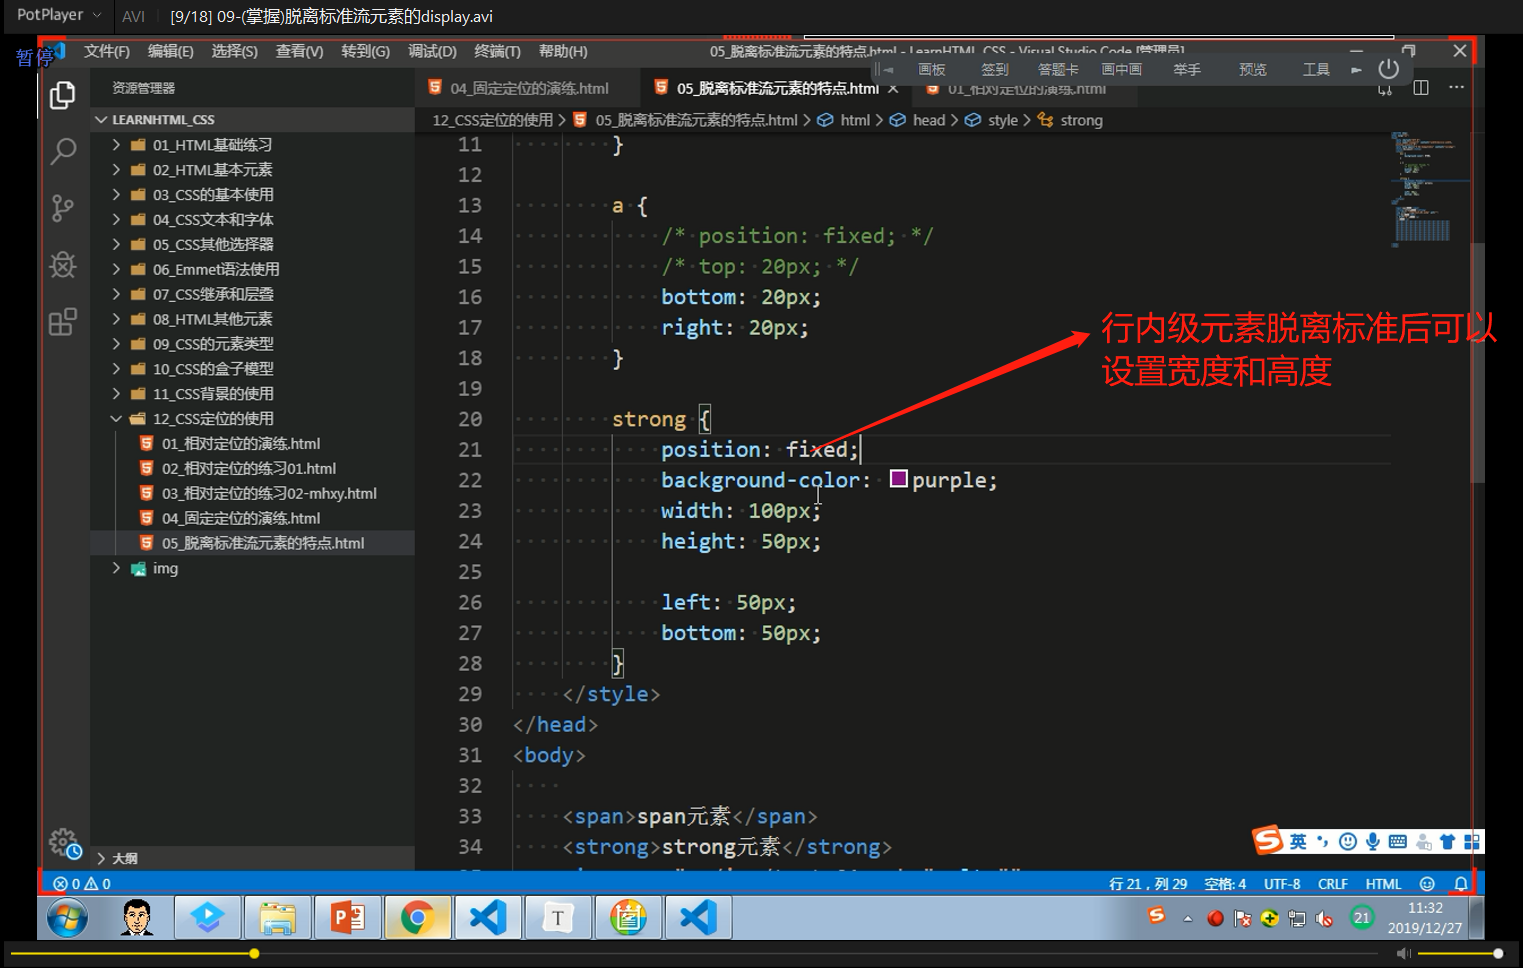 PotPlayer AVI [9/18] 09-(掌握)脱离标准流元素的display.avi
暂停
文件(F) 编辑(E) 选择(S) 查看(V) 转到(G) 调试(D) 终端(T) 帮助(H) 05_脱离标准流元素的特点.html - LearnHTML_CSS - Visual Studio Code [管理员]
画板 签到 答题卡 画中画 举手 预览 工具
资源管理器
04_固定定位的演练.html 05_脱离标准流元素的特点.html 01_相对定位的演练.html
12_CSS定位的使用 > 05_脱离标准流元素的特点.html > html > head > style > strong
LEARNHTML_CSS
01_HTML基础练习
02_HTML基本元素
03_CSS的基本使用
04_CSS文本和字体
05_CSS其他选择器
06_Emmet语法使用
07_CSS继承和层叠
08_HTML其他元素
09_CSS的元素类型
10_CSS的盒子模型
11_CSS背景的使用
12_CSS定位的使用
01_相对定位的演练.html
02_相对定位的练习01.html
03_相对定位的练习02-mhxy.html
04_固定定位的演练.html
05_脱离标准流元素的特点.html
img
大纲
11 }
12
13 a {
14 /* position: fixed; */
15 /* top: 20px; */
16 bottom: 20px;
17 right: 20px;
18 }
19
20 strong {
21 position: fixed;
22 background-color: purple;
23 width: 100px;
24 height: 50px;
25
26 left: 50px;
27 bottom: 50px;
28 }
29 </style>
30 </head>
31 <body>
32
33 <span>span元素</span>
34 <strong>strong元素</strong>
行内级元素脱离标准后可以
设置宽度和高度
英
0 0 行 21，列 29 空格: 4 UTF-8 CRLF HTML
21 11:32
2019/12/27